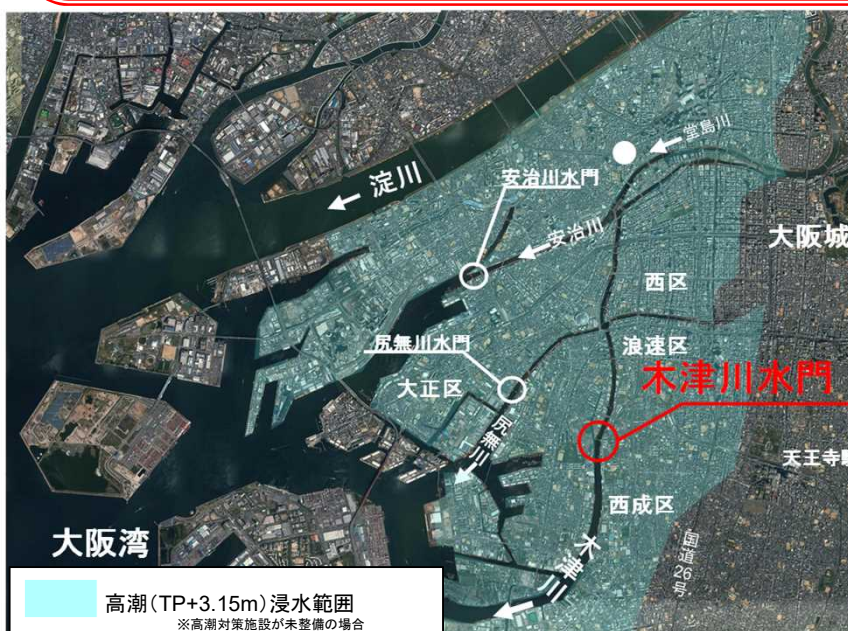 堂島川
淀川
安治川水門
安治川
大阪城
西区
尻無川水門
浪速区
大正区
木津川水門
尻無川
天王寺駅
西成区
大阪湾
国道26号
木津川
高潮(TP+3.15m)浸水範囲
※高潮対策施設が未整備の場合